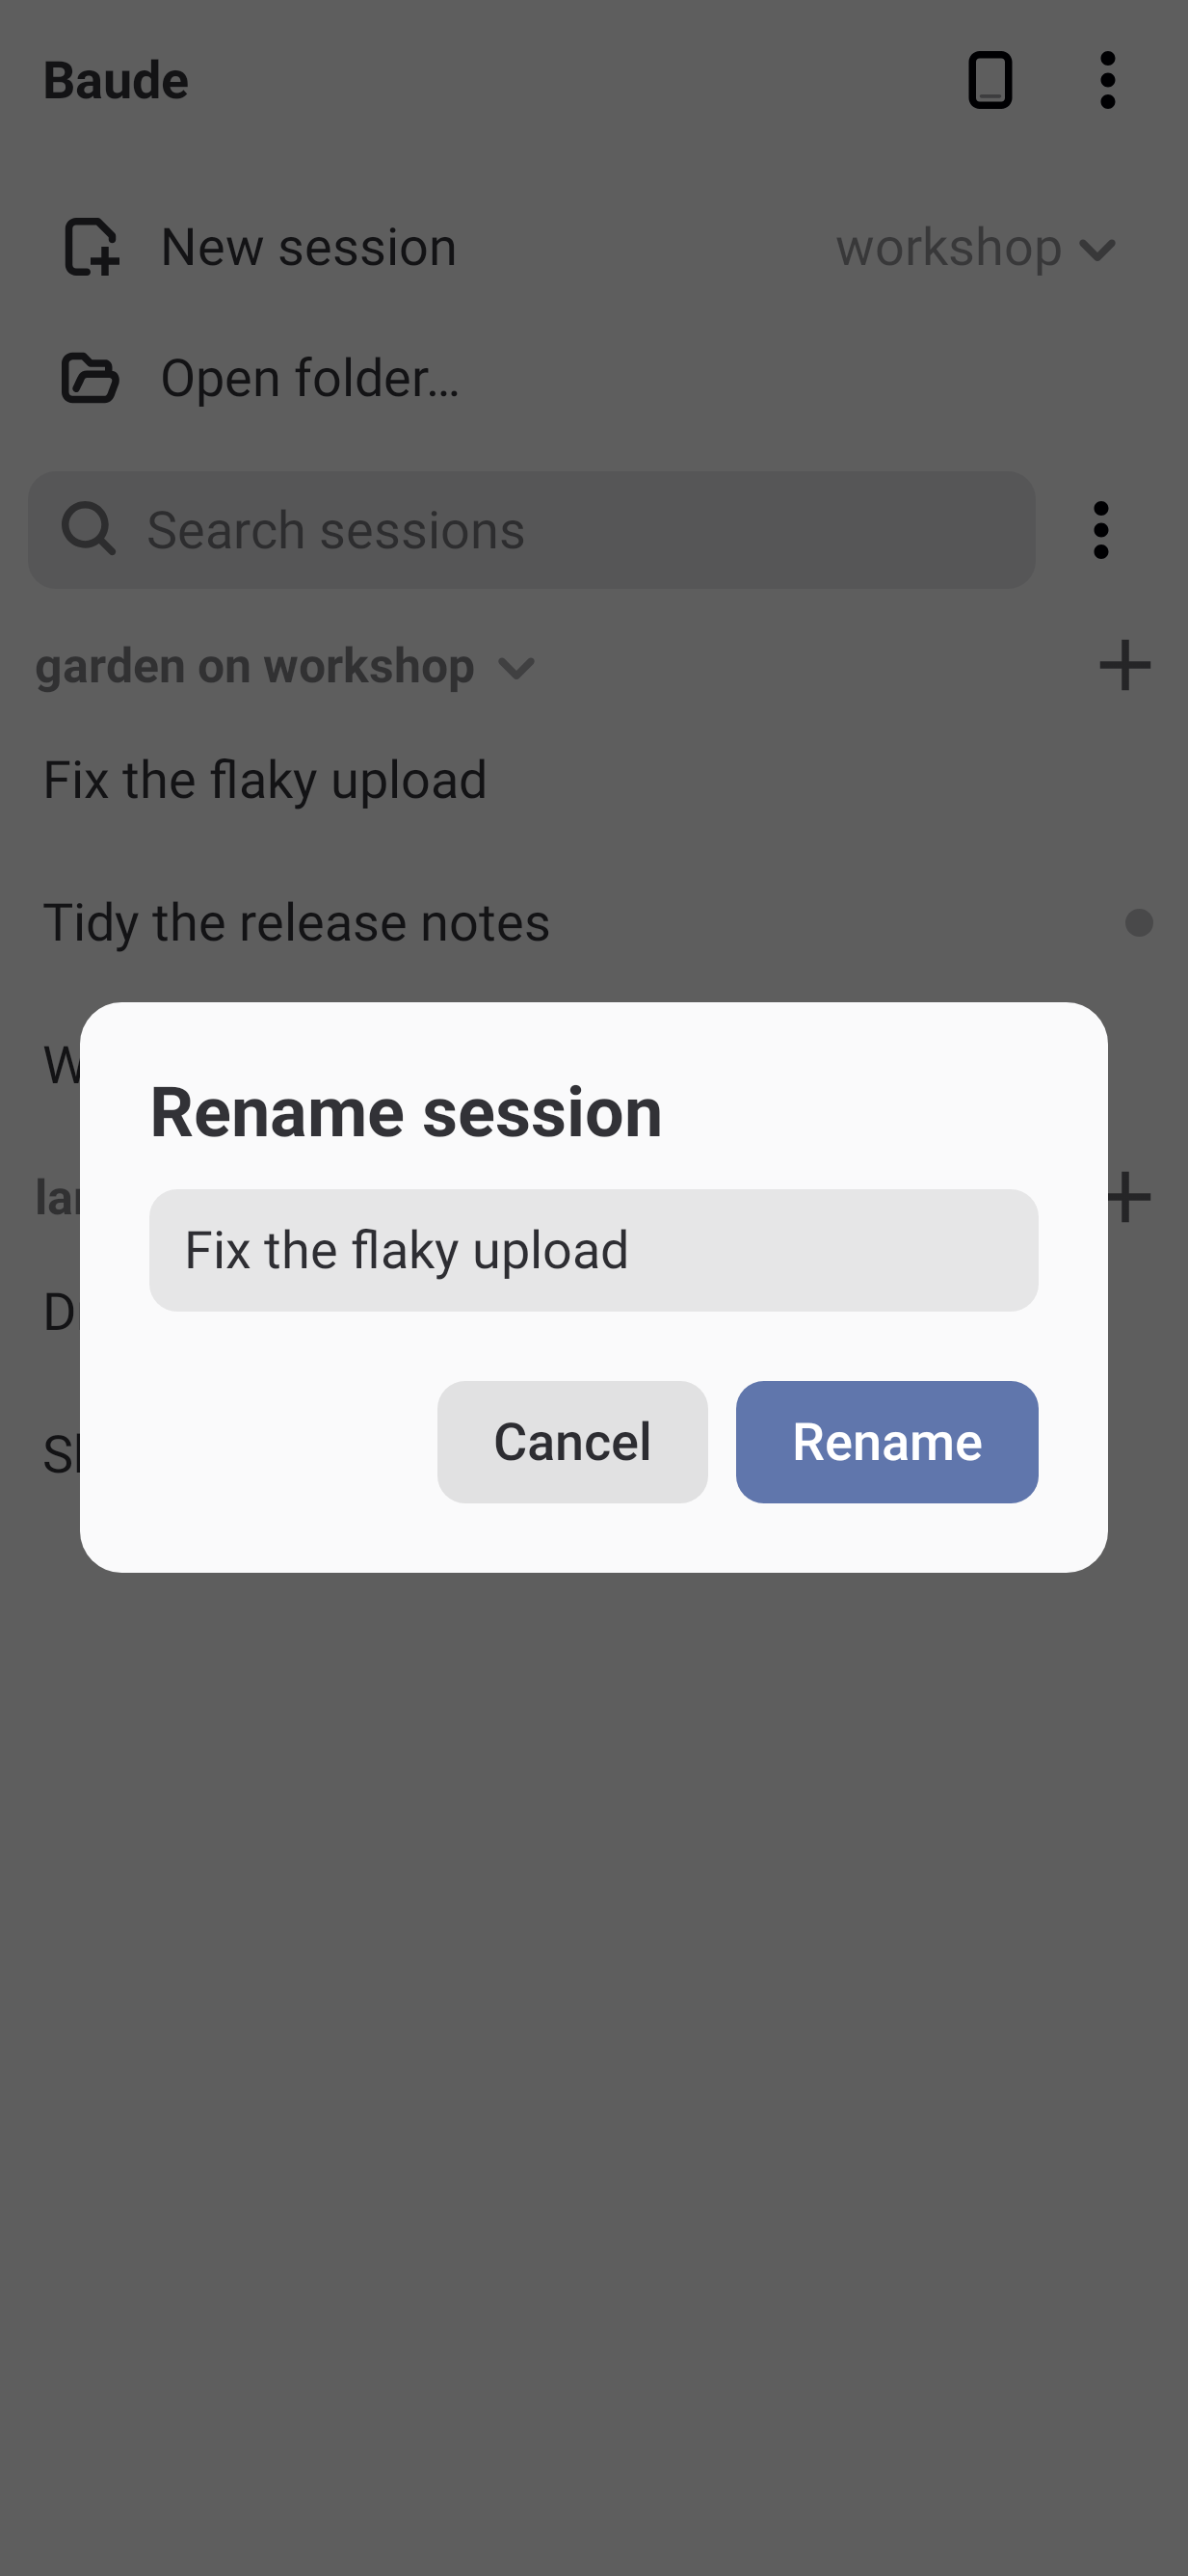 Baude
New session
workshop
Open folder...
Search sessions
garden on workshop
Fix the flaky upload
Tidy the release notes
Rename session
Fix the flaky upload
Cancel
Rename